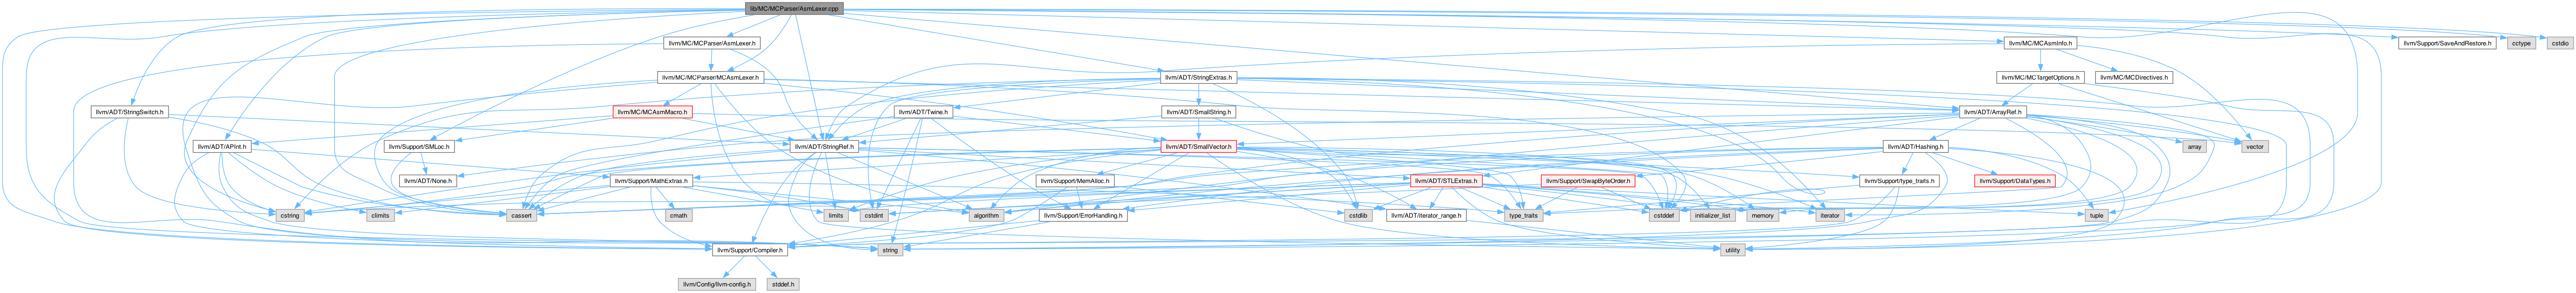 lib/MC/MCParser/AsmLexer.cpp
llvm/MC/MCParser/AsmLexer.h
llvm/MC/MCAsmInfo.h
llvm/Support/SaveAndRestore.h
cctype
cstdio
llvm/MC/MCParser/MCAsmLexer.h
llvm/ADT/StringExtras.h
llvm/MC/MCTargetOptions.h
llvm/MC/MCDirectives.h
llvm/ADT/StringSwitch.h
llvm/MC/MCAsmMacro.h
llvm/ADT/Twine.h
llvm/ADT/SmallString.h
llvm/ADT/ArrayRef.h
llvm/ADT/APInt.h
llvm/Support/SMLoc.h
llvm/ADT/StringRef.h
llvm/ADT/SmallVector.h
llvm/ADT/Hashing.h
array
vector
llvm/ADT/None.h
llvm/Support/MathExtras.h
llvm/Support/MemAlloc.h
llvm/ADT/STLExtras.h
llvm/Support/SwapByteOrder.h
llvm/Support/type_traits.h
llvm/Support/DataTypes.h
cstring
climits
cassert
cmath
limits
cstdint
algorithm
llvm/Support/ErrorHandling.h
cstdlib
llvm/ADT/iterator_range.h
type_traits
cstddef
initializer_list
memory
iterator
tuple
llvm/Support/Compiler.h
string
utility
llvm/Config/llvm-config.h
stddef.h